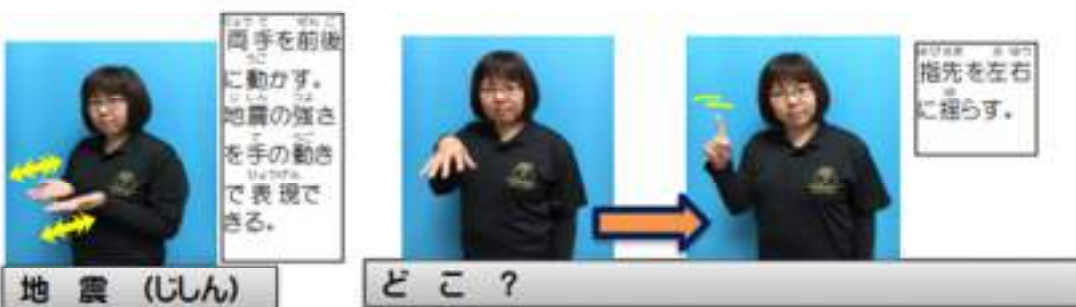 両手を前後
に動かす。
地震の強さ
を手の動き
で表現で
きる。
地震 (じしん)
指先を左右
に揺らす。
どこ？